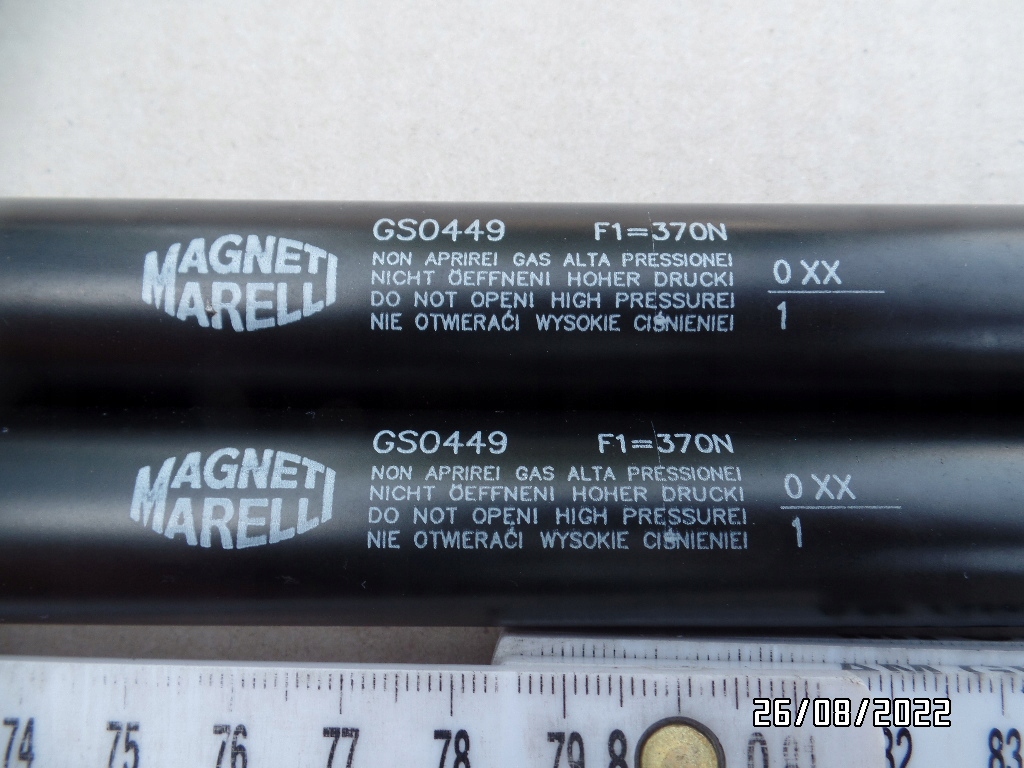 MAGNETI
MARELLI
GS0449 F1=370N
NON APRIRE! GAS ALTA PRESSIONE!
NICHT ÖEFFNEN! HOHER DRUCK!
DO NOT OPEN! HIGH PRESSURE!
NIE OTWIERAĆ! WYSOKIE CIŚNIENIE!
0 XX
1
MAGNETI
MARELLI
GS0449 F1=370N
NON APRIRE! GAS ALTA PRESSIONE!
NICHT ÖEFFNEN! HOHER DRUCK!
DO NOT OPEN! HIGH PRESSURE!
NIE OTWIERAĆ! WYSOKIE CIŚNIENIE!
0 XX
1
74 75 76 77 78 79 8 82 83
26/08/2022